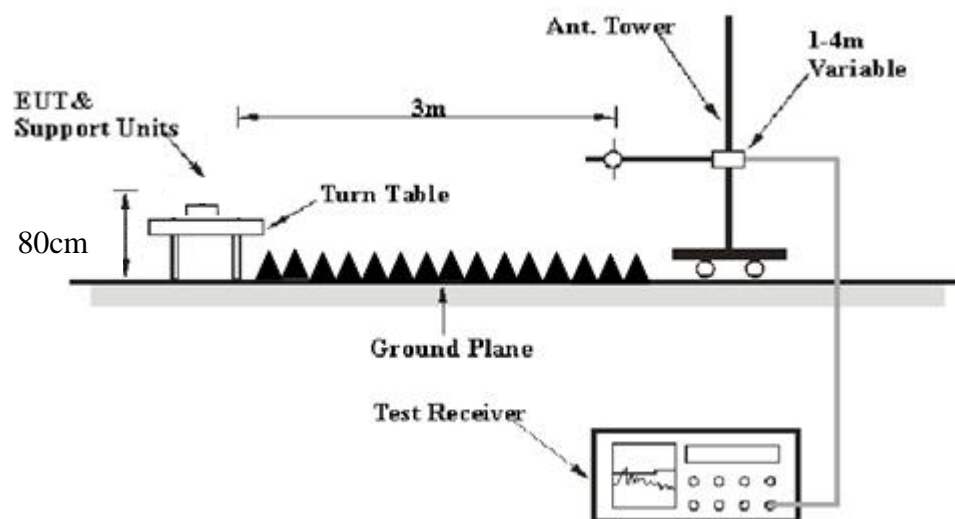 Ant. Tower
1-4m
Variable
EUT&
Support Units
3m
Turn Table
80cm
Ground Plane
Test Receiver